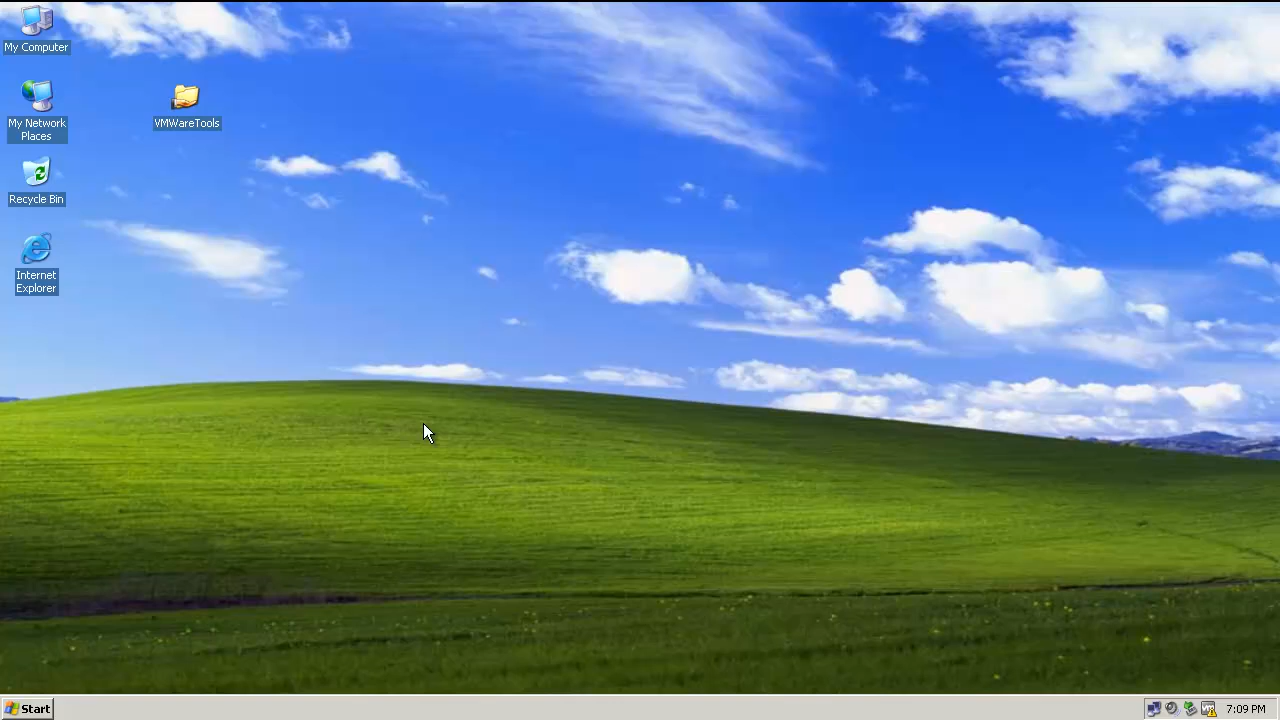 My Computer
My Network
Places
VMWareTools
Recycle Bin
Internet
Explorer
Start
7:09 PM